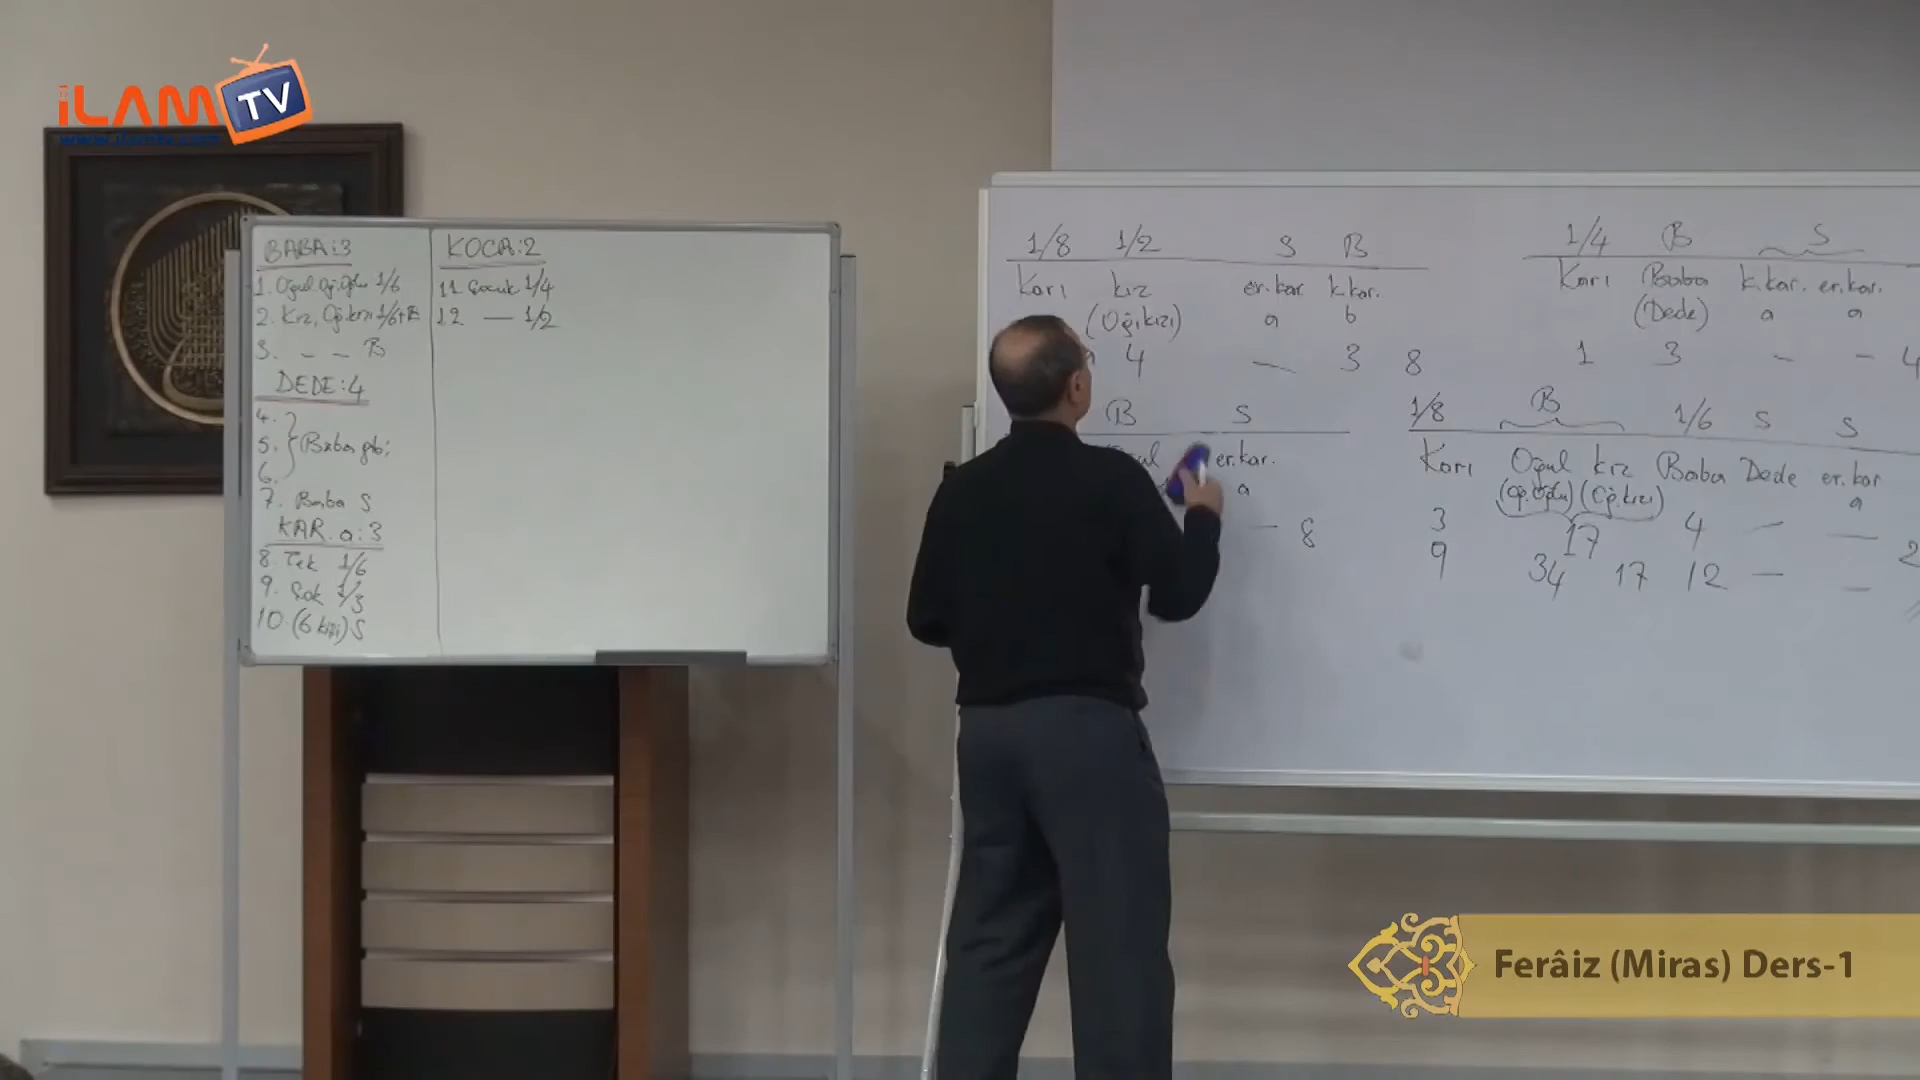 iLAM TV
www.ilamtv.com
BABA:3
1. Oğul, Oğ.Oğlu 1/6
2. Kız, Oğ.kızı 1/6+B
3. – – B
DEDE:4
4.
5. Baba gibi
6.
7. Baba S
KAR. a:3
8. Tek 1/6
9. Çok 1/3
10. (6 kişi) S
KOCA:2
11 Çocuk 1/4
12 — 1/2
1/8 1/2 S B
Karı kız er.kar. k.kar.
(Oğ.kızı) a b
4 — 3 8
B S
er.kar.
a
— 8
1/4 B S
Karı Baba k.kar. er.kar.
(Dede) a a
1 3 – – 4
1/8 B 1/6 S S
Karı Oğul kız Baba Dede er.kar
(Oğ.Oğlu) (Oğ.kızı) a
3 17 4 – —
9 34 17 12 — –
Ferâiz (Miras) Ders-1